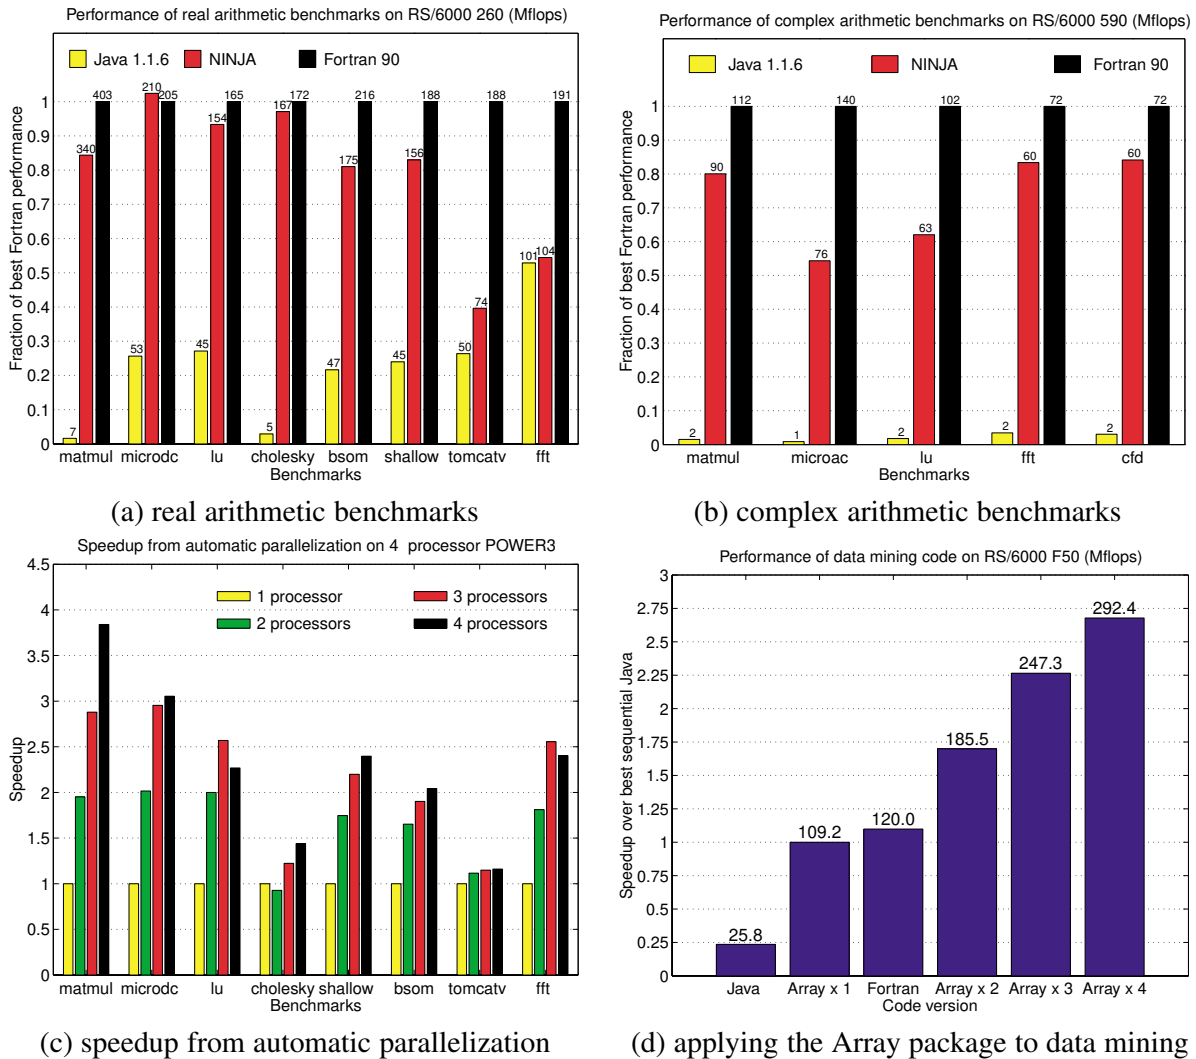 Performance of real arithmetic benchmarks on RS/6000 260 (Mflops)
Java 1.1.6 NINJA Fortran 90
Fraction of best Fortran performance
1
0.9
0.8
0.7
0.6
0.5
0.4
0.3
0.2
0.1
0
7 340 403
53 210 205
45 154 165
5 167 172
47 175 216
45 156 188
50 74 188
101 104 191
matmul microdc lu cholesky bsom shallow tomcatv fft
Benchmarks
(a) real arithmetic benchmarks
Performance of complex arithmetic benchmarks on RS/6000 590 (Mflops)
Java 1.1.6 NINJA Fortran 90
Fraction of best Fortran performance
1
0.9
0.8
0.7
0.6
0.5
0.4
0.3
0.2
0.1
0
2 90 112
1 76 140
2 63 102
2 60 72
2 60 72
matmul microac lu fft cfd
Benchmarks
(b) complex arithmetic benchmarks
Speedup from automatic parallelization on 4 processor POWER3
1 processor 3 processors
2 processors 4 processors
Speedup
4.5
4
3.5
3
2.5
2
1.5
1
0.5
0
matmul microdc lu cholesky shallow bsom tomcatv fft
Benchmarks
(c) speedup from automatic parallelization
Performance of data mining code on RS/6000 F50 (Mflops)
Speedup over best sequential Java
3
2.75
2.5
2.25
2
1.75
1.5
1.25
1
0.75
0.5
0.25
0
25.8 109.2 120.0 185.5 247.3 292.4
Java Array x 1 Fortran Array x 2 Array x 3 Array x 4
Code version
(d) applying the Array package to data mining